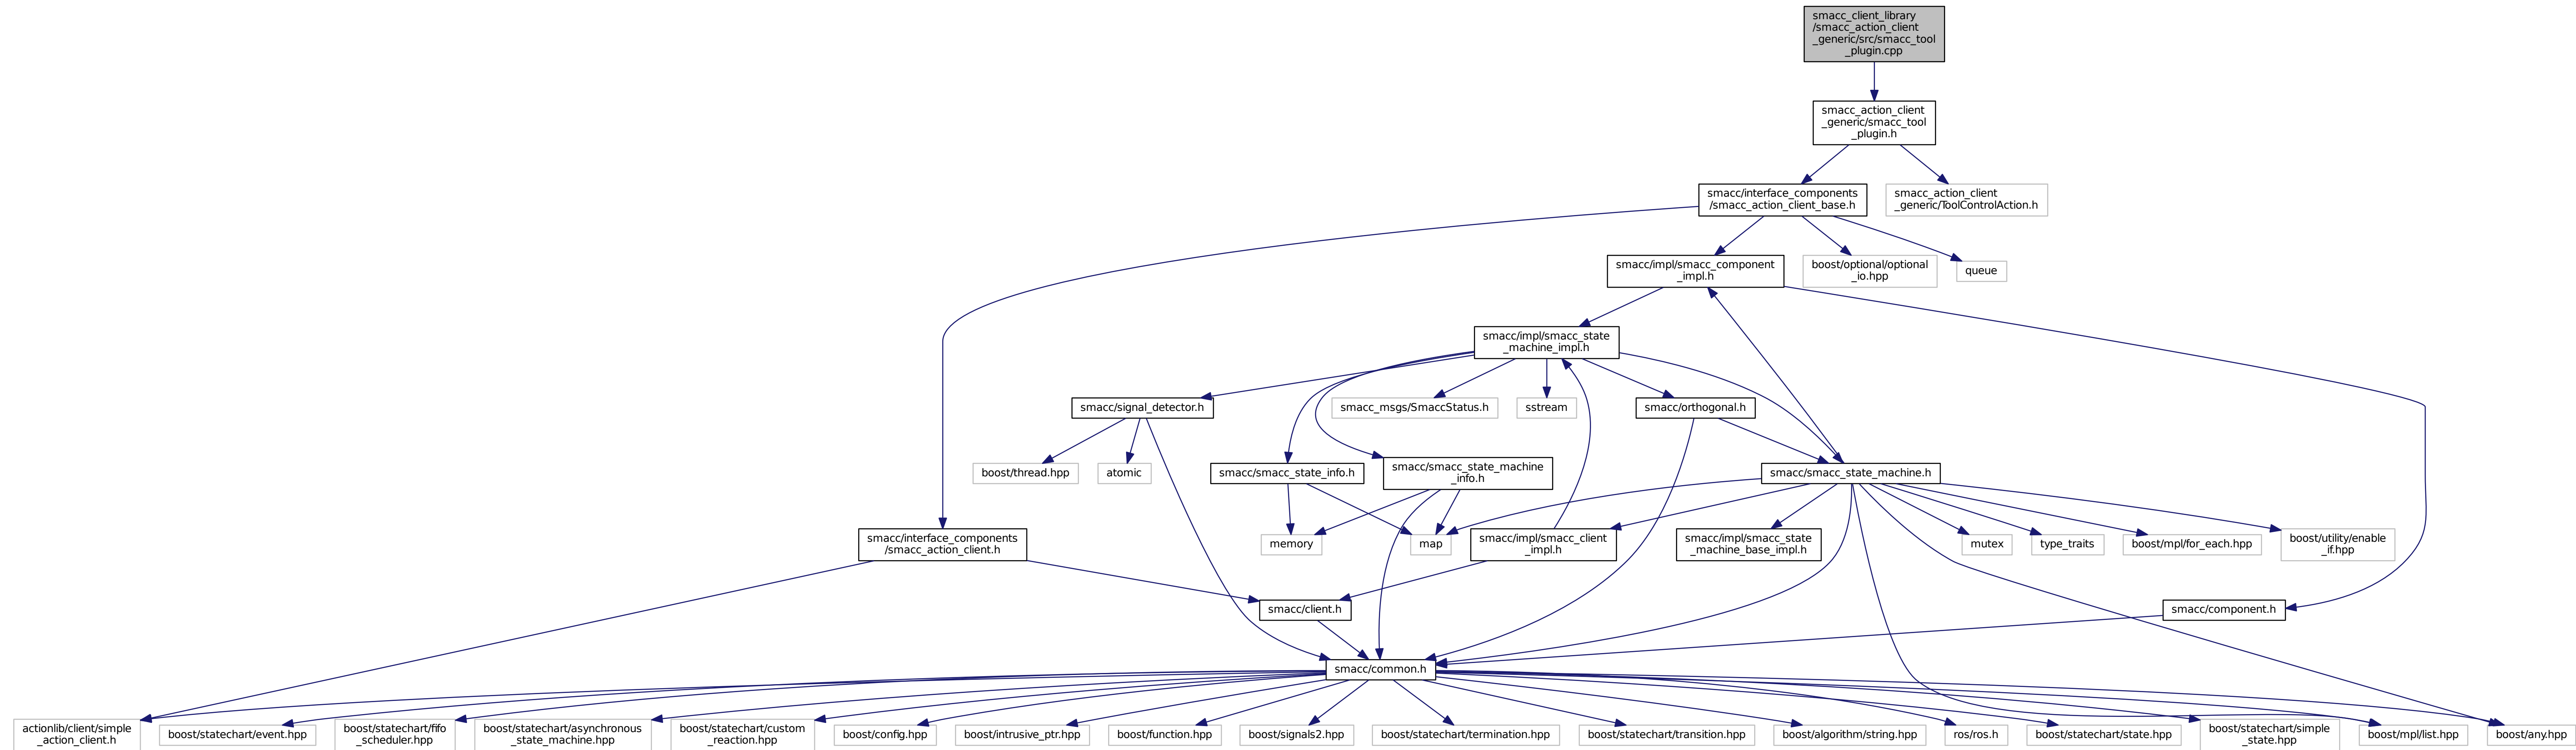 smacc_client_library
/smacc_action_client
_generic/src/smacc_tool
_plugin.cpp
smacc_action_client
_generic/smacc_tool
_plugin.h
smacc/interface_components
/smacc_action_client_base.h
smacc_action_client
_generic/ToolControlAction.h
smacc/impl/smacc_component
_impl.h
boost/optional/optional
_io.hpp
queue
smacc/impl/smacc_state
_machine_impl.h
smacc/signal_detector.h
smacc_msgs/SmaccStatus.h
sstream
smacc/orthogonal.h
boost/thread.hpp
atomic
smacc/smacc_state_info.h
smacc/smacc_state_machine
_info.h
smacc/smacc_state_machine.h
smacc/interface_components
/smacc_action_client.h
memory
map
smacc/impl/smacc_client
_impl.h
smacc/impl/smacc_state
_machine_base_impl.h
mutex
type_traits
boost/mpl/for_each.hpp
boost/utility/enable
_if.hpp
smacc/client.h
smacc/component.h
smacc/common.h
actionlib/client/simple
_action_client.h
boost/statechart/event.hpp
boost/statechart/fifo
_scheduler.hpp
boost/statechart/asynchronous
_state_machine.hpp
boost/statechart/custom
_reaction.hpp
boost/config.hpp
boost/intrusive_ptr.hpp
boost/function.hpp
boost/signals2.hpp
boost/statechart/termination.hpp
boost/statechart/transition.hpp
boost/algorithm/string.hpp
ros/ros.h
boost/statechart/state.hpp
boost/statechart/simple
_state.hpp
boost/mpl/list.hpp
boost/any.hpp